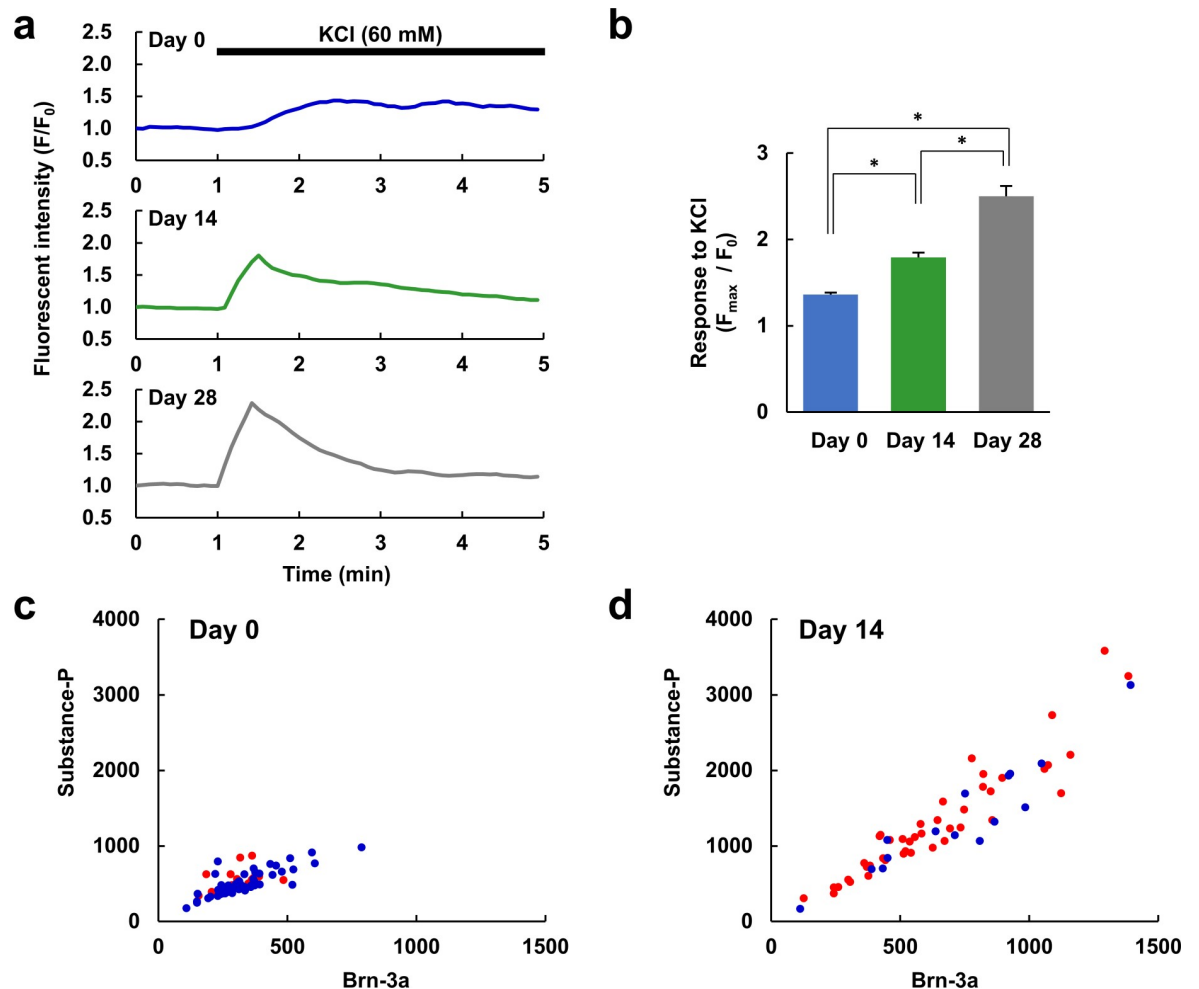 a
Day 0
KCl (60 mM)
2.5
2.0
1.5
1.0
0.5
0 1 2 3 4 5
Day 14
2.5
2.0
1.5
1.0
0.5
0 1 2 3 4 5
Day 28
2.5
2.0
1.5
1.0
0.5
0 1 2 3 4 5
Fluorescent intensity (F/F0)
Time (min)
b
* * *
3
2
1
0
Response to KCl
(Fmax / F0)
Day 0 Day 14 Day 28
c
Day 0
4000
3000
2000
1000
0
0 500 1000 1500
Substance-P
Brn-3a
d
Day 14
4000
3000
2000
1000
0
0 500 1000 1500
Substance-P
Brn-3a